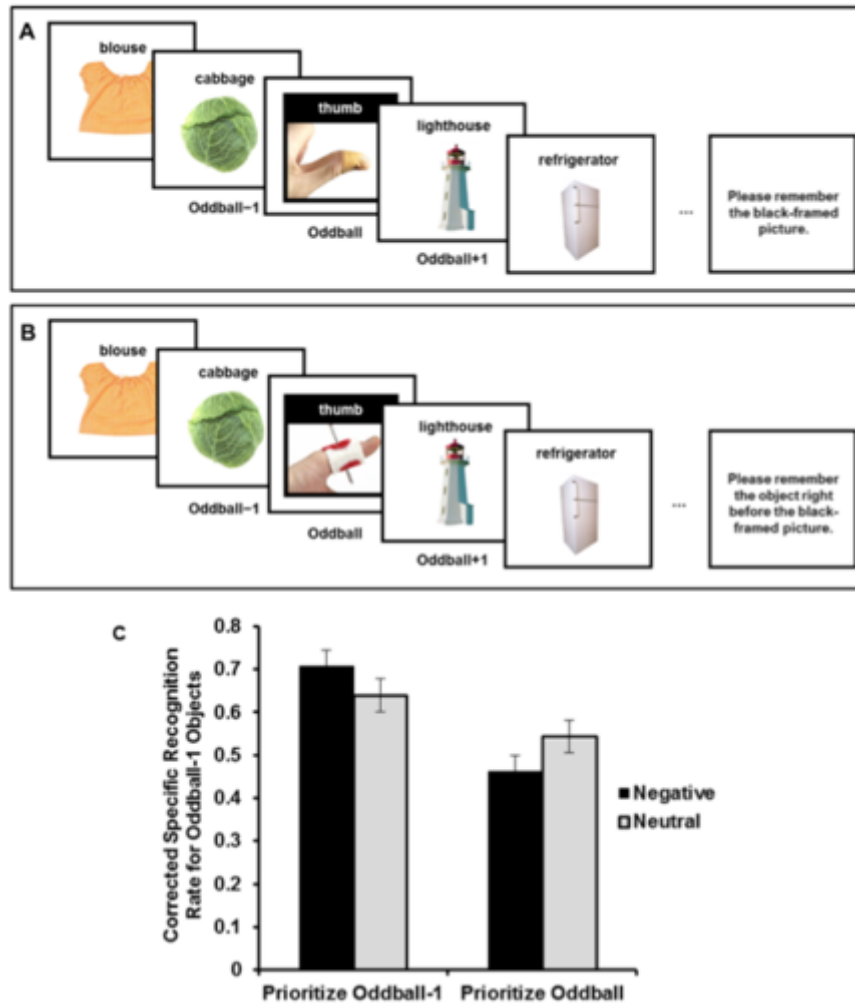 A
blouse
cabbage
Oddball−1
thumb
Oddball
lighthouse
Oddball+1
refrigerator
...
Please remember
the black-framed
picture.
B
blouse
cabbage
Oddball−1
thumb
Oddball
lighthouse
Oddball+1
refrigerator
...
Please remember
the object right
before the black-
framed picture.
C
Corrected Specific Recognition
Rate for Oddball-1 Objects
0.8
0.7
0.6
0.5
0.4
0.3
0.2
0.1
0
Prioritize Oddball-1
Prioritize Oddball
Negative
Neutral